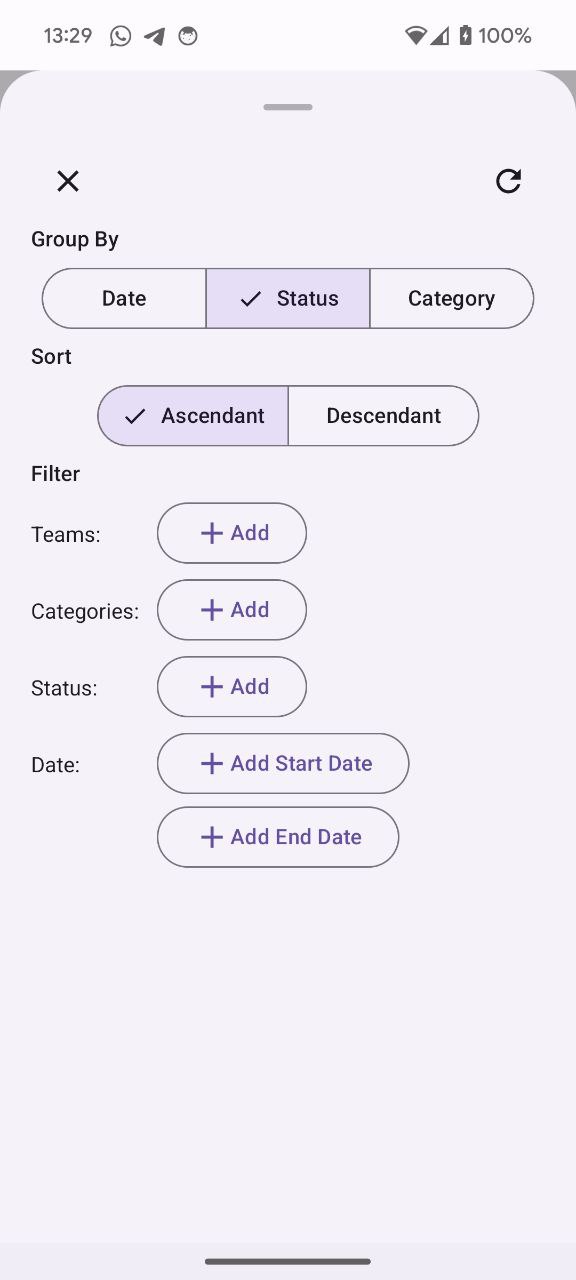 13:29 100%
Group By
Date Status Category
Sort
Ascendant Descendant
Filter
Teams: Add
Categories: Add
Status: Add
Date: Add Start Date
Add End Date